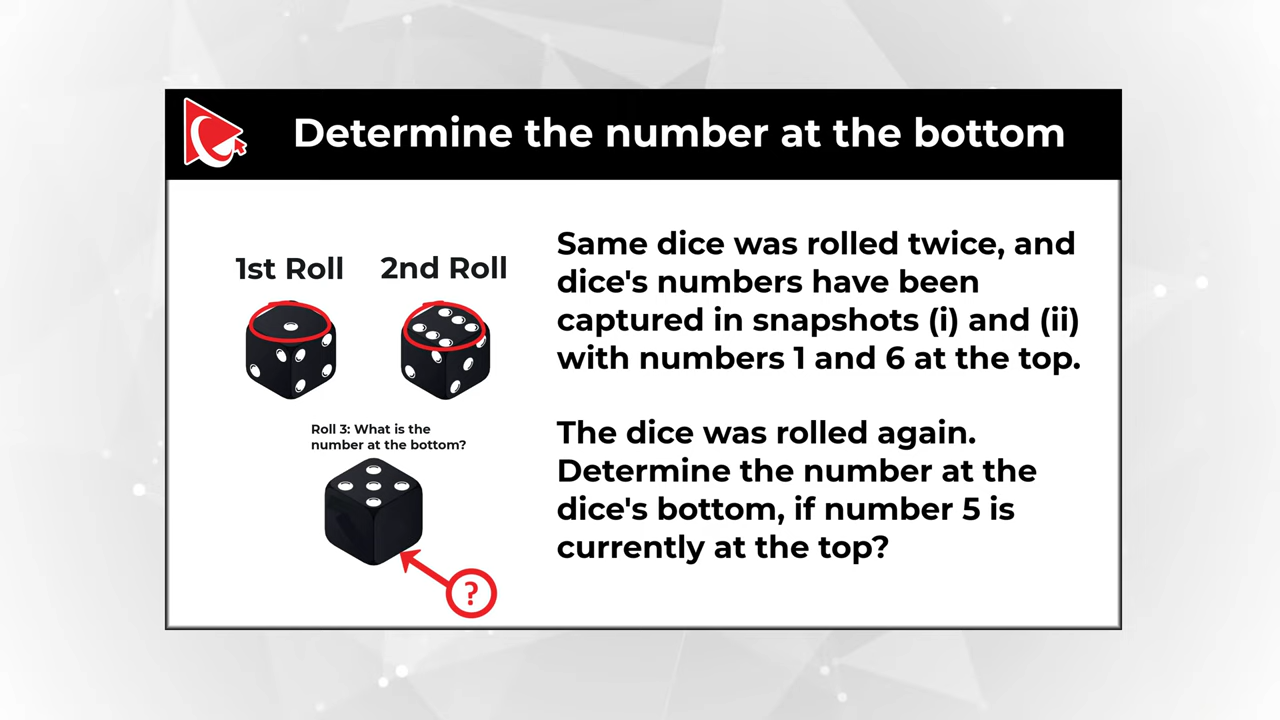 Determine the number at the bottom
1st Roll
2nd Roll
Roll 3: What is the
number at the bottom?
?
Same dice was rolled twice, and
dice's numbers have been
captured in snapshots (i) and (ii)
with numbers 1 and 6 at the top.
The dice was rolled again.
Determine the number at the
dice's bottom, if number 5 is
currently at the top?